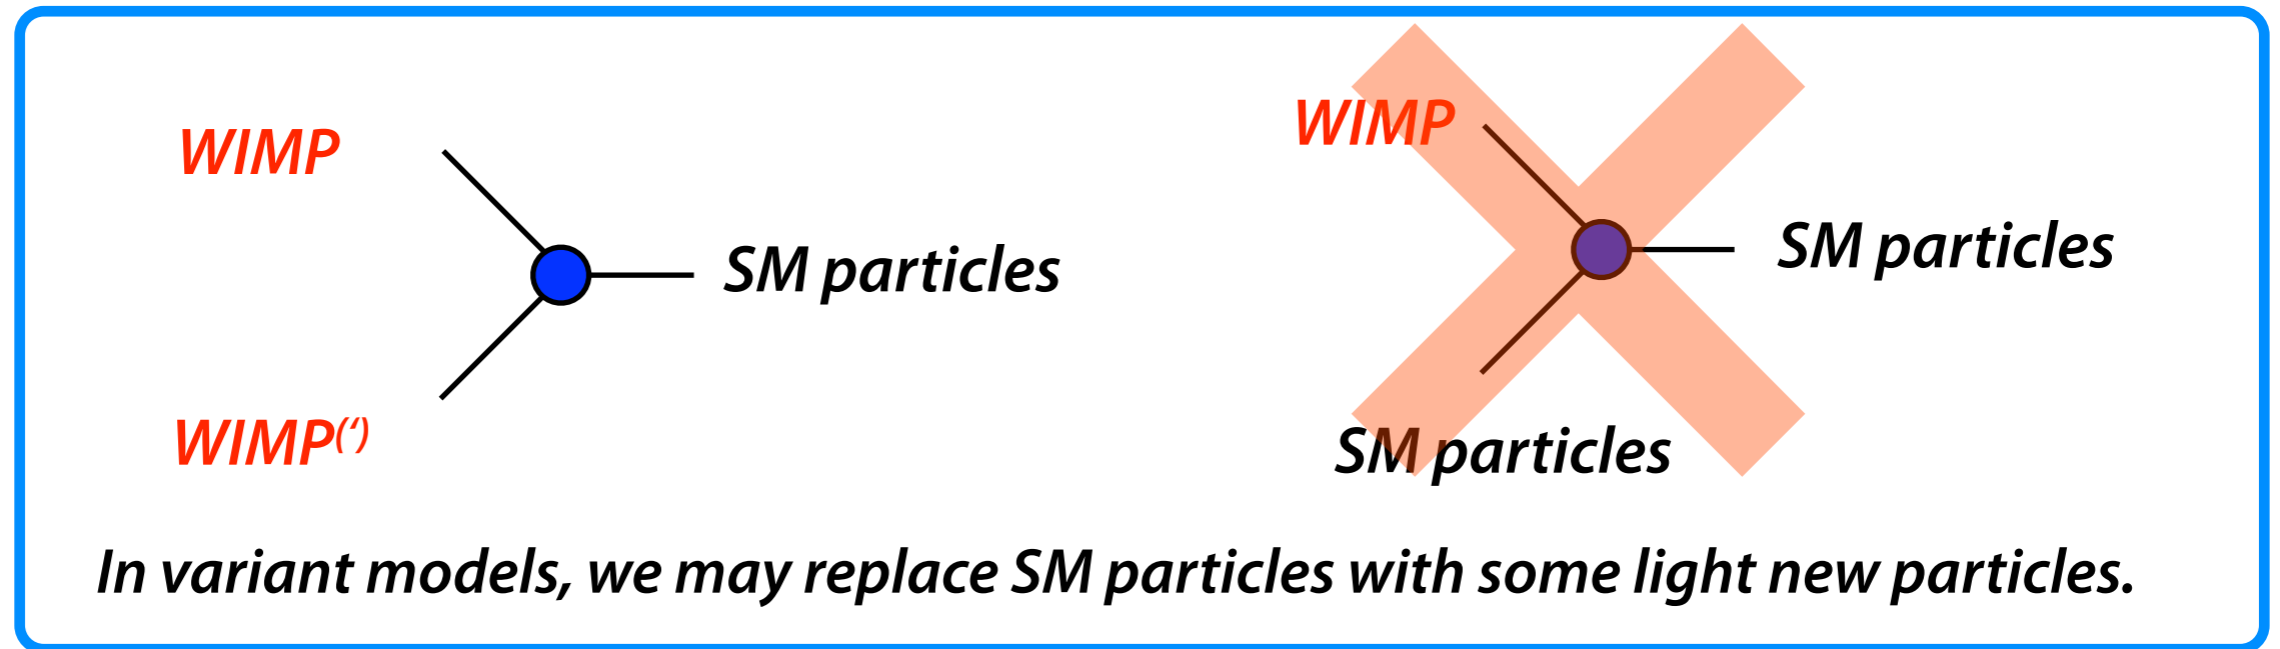 WIMP
SM particles
WIMP(‘)
WIMP
SM particles
SM particles
In variant models, we may replace SM particles with some light new particles.